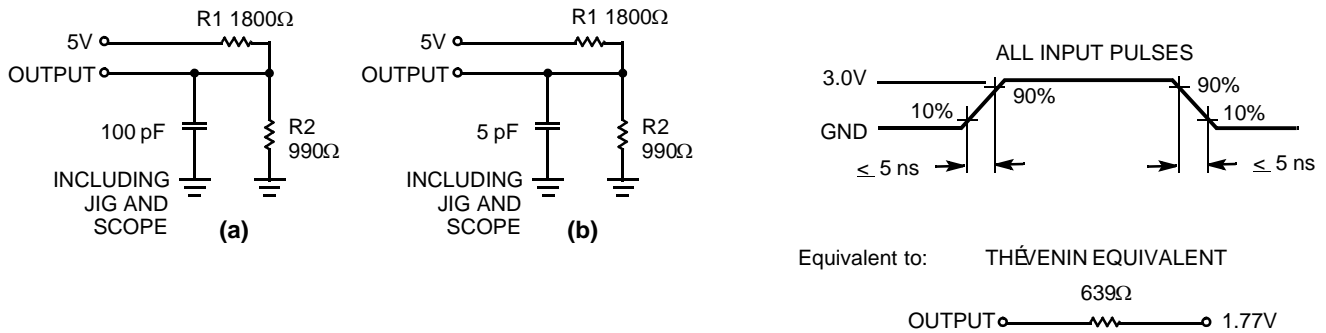 R1 1800Ω
5V
OUTPUT
100 pF
R2
990Ω
INCLUDING
JIG AND
SCOPE
(a)
R1 1800Ω
5V
OUTPUT
5 pF
R2
990Ω
INCLUDING
JIG AND
SCOPE
(b)
ALL INPUT PULSES
3.0V
90%
90%
10%
10%
GND
≤ 5 ns
≤ 5 ns
Equivalent to: THÉVENIN EQUIVALENT
639Ω
OUTPUT
1.77V